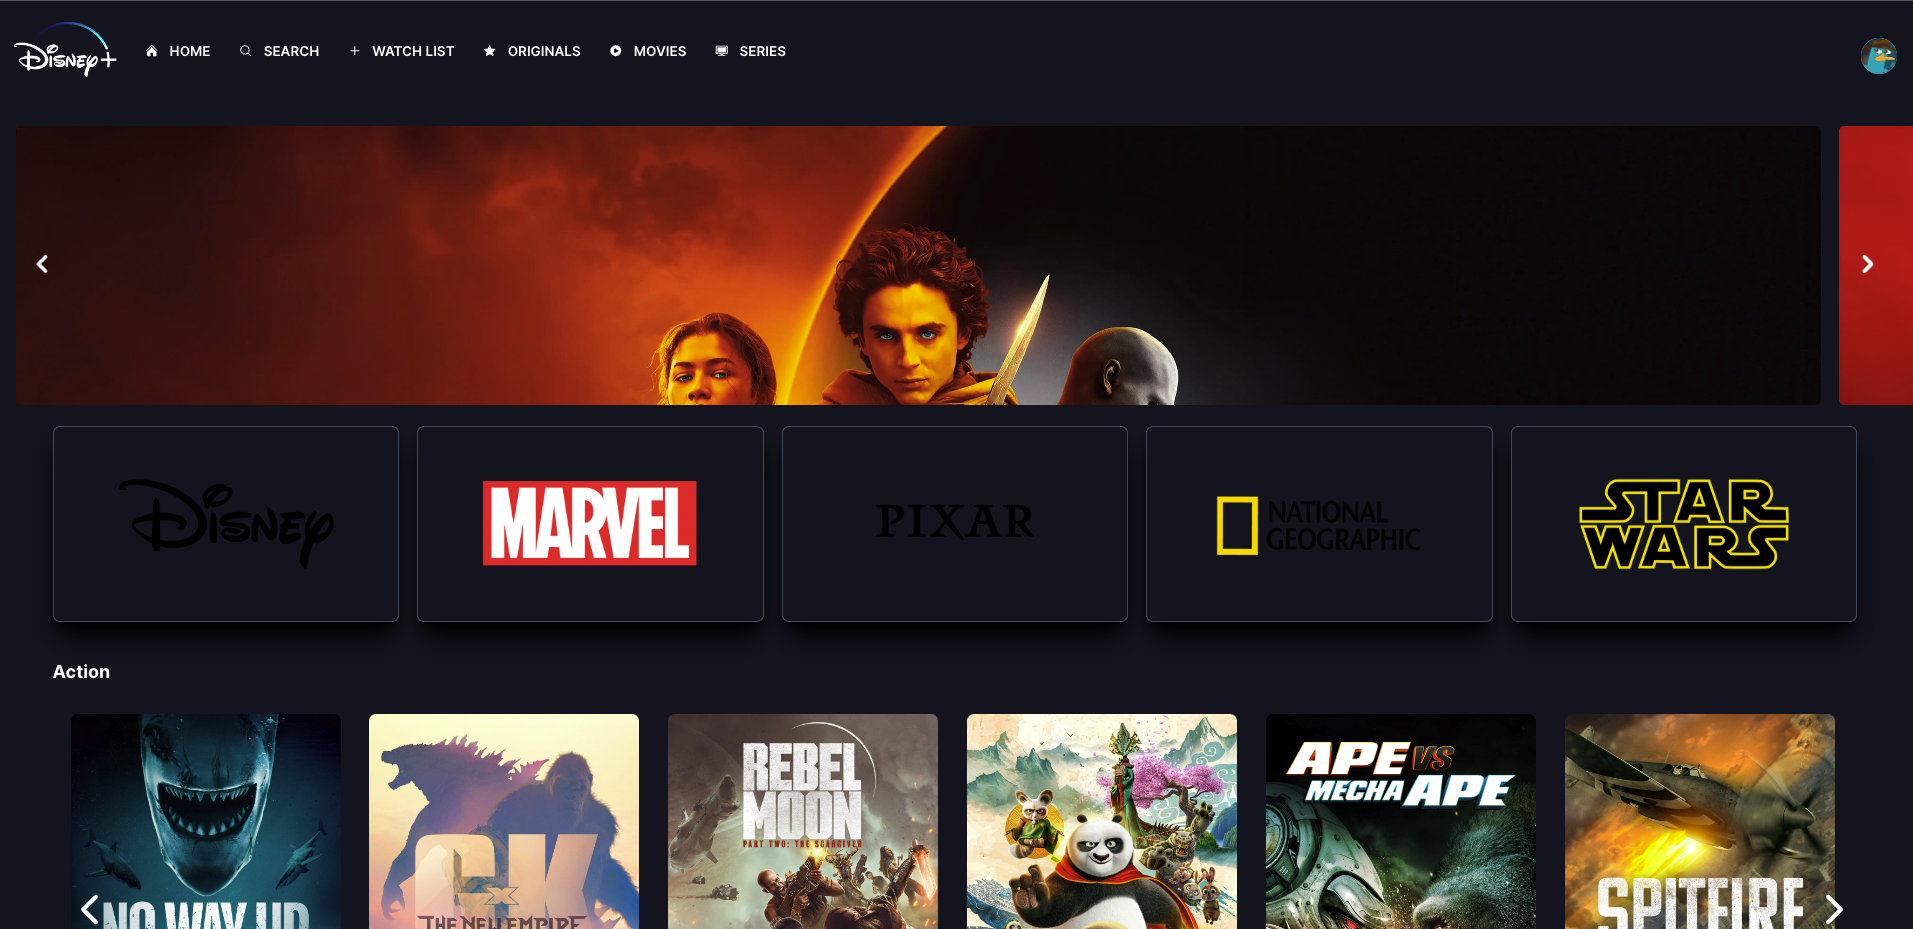 Disney+
HOME
SEARCH
WATCH LIST
ORIGINALS
MOVIES
SERIES
Disney
MARVEL
PIXAR
NATIONAL
GEOGRAPHIC
STAR
WARS
Action
NO WAY UP
GXK
THE NEW EMPIRE
REBEL
MOON
PART TWO: THE SCARGIVER
APE VS
MECHA APE
SPITFIRE